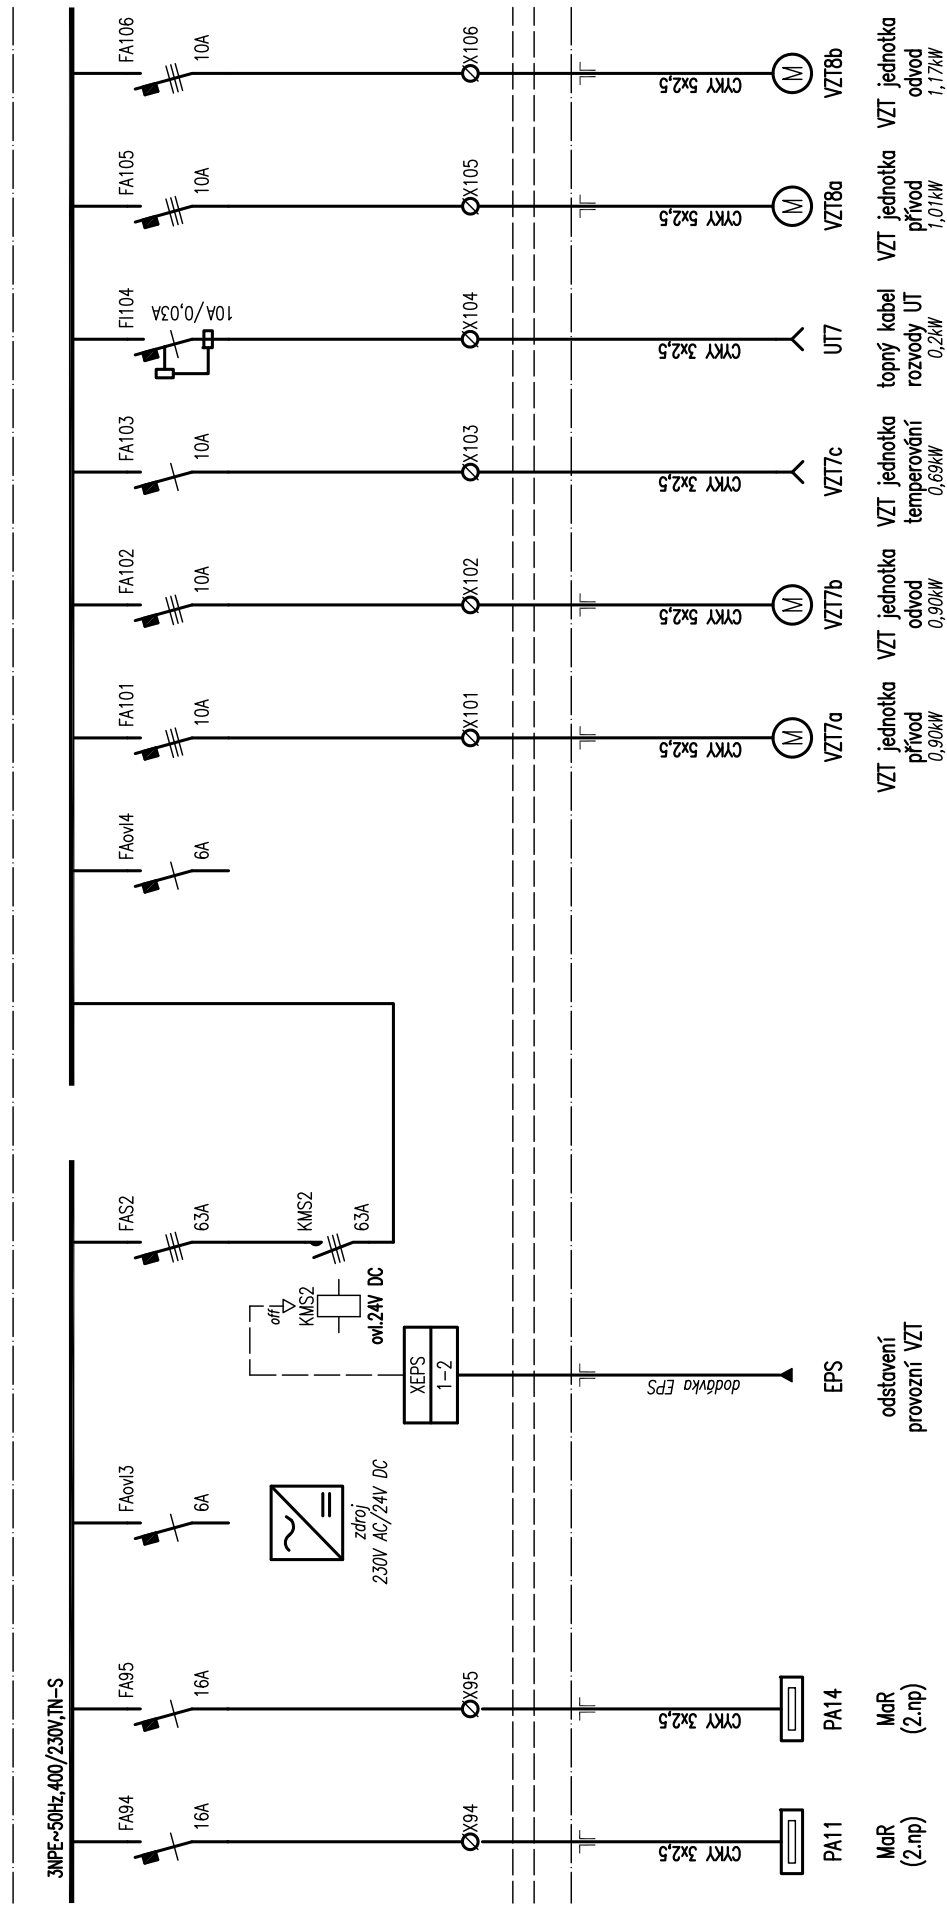 3NPE~50Hz,400/230V,TN-S
FA94
16A
X94
CYKY 3x2,5
PA11
MaR
(2.np)
FA95
16A
X95
CYKY 3x2,5
PA14
MaR
(2.np)
FAovl3
6A
zdroj
230V AC/24V DC
XEPS
1-2
dodávka EPS
EPS
odstavení
provozní VZT
off
KMS2
ovl.24V DC
FAS2
63A
KMS2
63A
FAovl4
6A
FA101
10A
X101
CYKY 5x2,5
VZT7a
VZT jednotka
přívod
0,90kW
FA102
10A
X102
CYKY 5x2,5
VZT7b
VZT jednotka
odvod
0,90kW
M
M
FA103
10A
X103
CYKY 3x2,5
VZT7c
VZT jednotka
temperování
0,69kW
FI104
10A/0,03A
X104
CYKY 3x2,5
UT7
topný kabel
rozvody UT
0,2kW
FA105
10A
X105
CYKY 5x2,5
M
VZT8a
VZT jednotka
přívod
1,01kW
FA106
10A
X106
CYKY 5x2,5
M
VZT8b
VZT jednotka
odvod
1,17kW